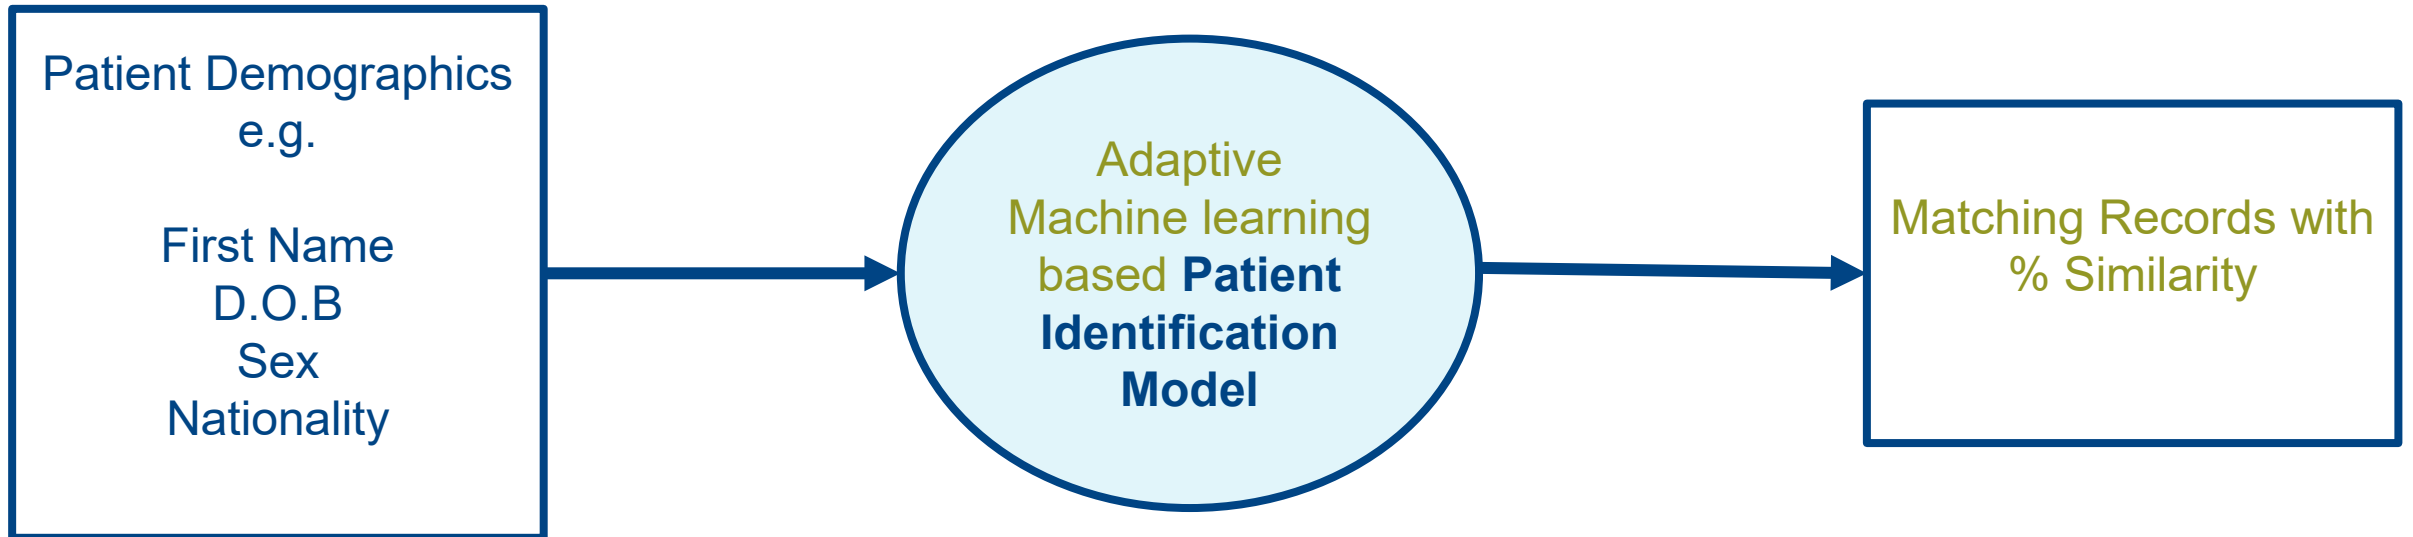 Patient Demographics
e.g.
First Name
D.O.B
Sex
Nationality
Adaptive
Machine learning
based Patient
Identification
Model
Matching Records with
% Similarity